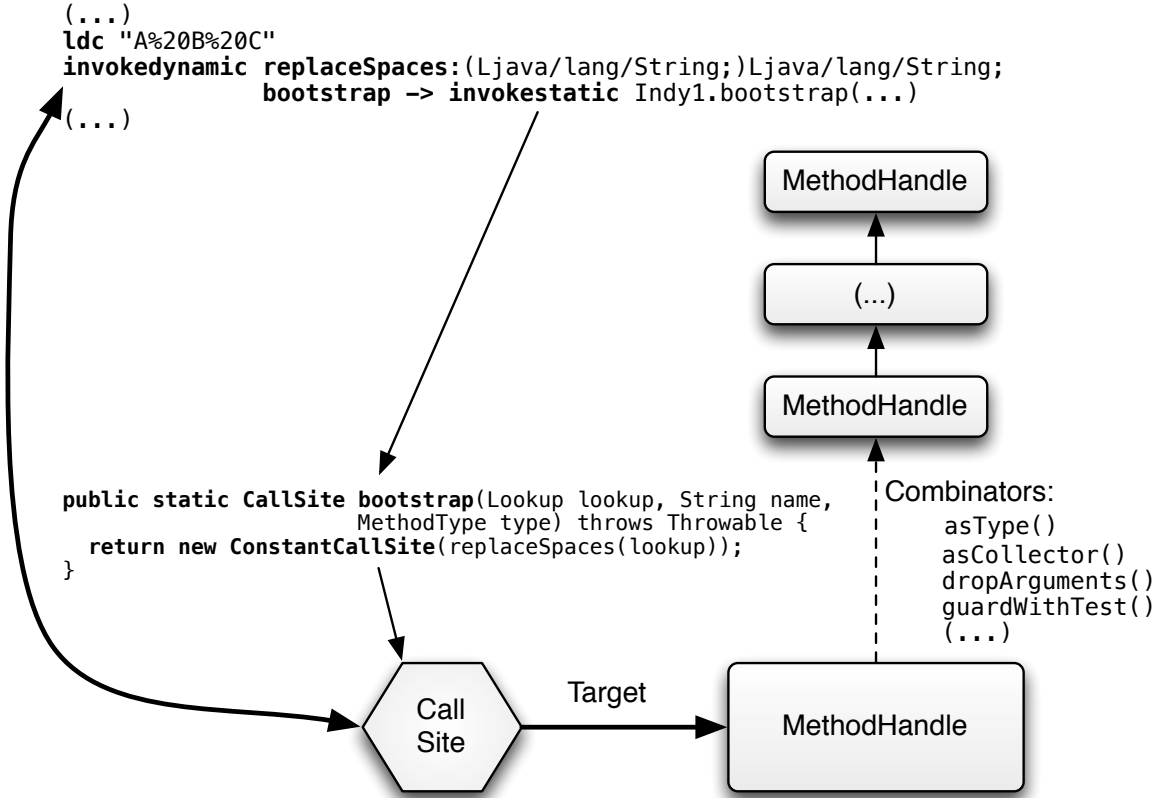 (...)
ldc "A%20B%20C"
invokedynamic replaceSpaces:(Ljava/lang/String;)Ljava/lang/String;
bootstrap –> invokestatic Indy1.bootstrap(...)
(...)
MethodHandle
(...)
MethodHandle
public static CallSite bootstrap(Lookup lookup, String name,
MethodType type) throws Throwable {
return new ConstantCallSite(replaceSpaces(lookup));
}
Combinators:
asType()
asCollector()
dropArguments()
guardWithTest()
(...)
Call
Site
Target
MethodHandle